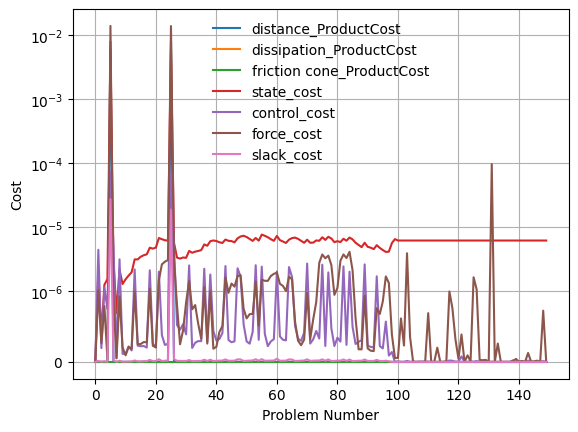 distance_ProductCost
dissipation_ProductCost
friction cone_ProductCost
state_cost
control_cost
force_cost
slack_cost
10⁻²
10⁻³
10⁻⁴
10⁻⁵
10⁻⁶
0
Cost
0 20 40 60 80 100 120 140
Problem Number